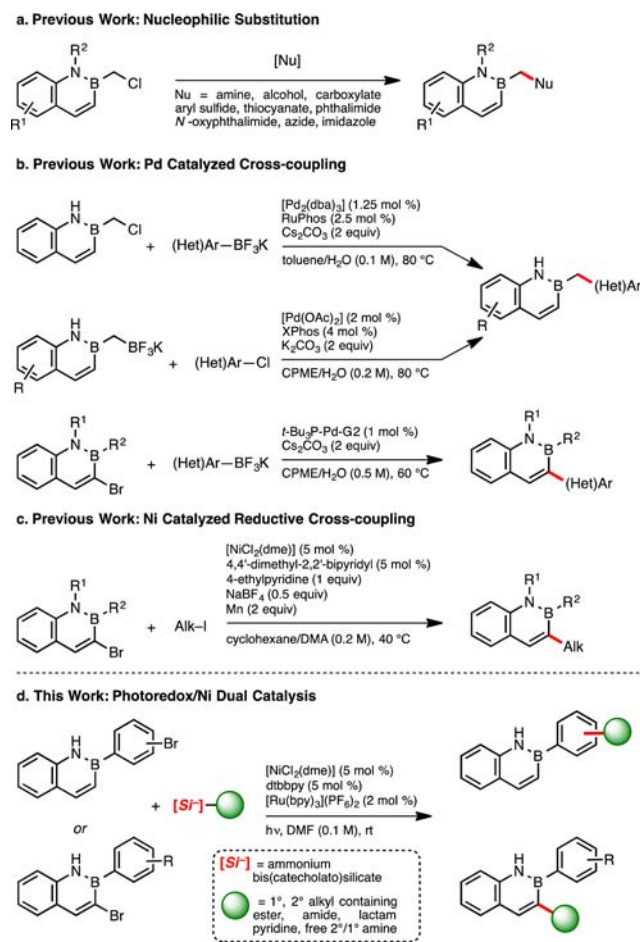 a. Previous Work: Nucleophilic Substitution
R²
N
B
Cl
R¹
[Nu]
Nu = amine, alcohol, carboxylate
aryl sulfide, thiocyanate, phthalimide
N-oxyphthalimide, azide, imidazole
R²
N
B
Nu
R¹
b. Previous Work: Pd Catalyzed Cross-coupling
H
N
B
Cl
+ (Het)Ar–BF₃K
[Pd₂(dba)₃] (1.25 mol %)
RuPhos (2.5 mol %)
Cs₂CO₃ (2 equiv)
toluene/H₂O (0.1 M), 80 °C
H
N
B
BF₃K
R
+ (Het)Ar–Cl
[Pd(OAc)₂] (2 mol %)
XPhos (4 mol %)
K₂CO₃ (2 equiv)
CPME/H₂O (0.2 M), 80 °C
H
N
B
(Het)Ar
R
R¹
N
B
R²
Br
+ (Het)Ar–BF₃K
t-Bu₃P-Pd-G2 (1 mol %)
Cs₂CO₃ (2 equiv)
CPME/H₂O (0.5 M), 60 °C
R¹
N
B
R²
(Het)Ar
c. Previous Work: Ni Catalyzed Reductive Cross-coupling
R¹
N
B
R²
Br
+ Alk–I
[NiCl₂(dme)] (5 mol %)
4,4'-dimethyl-2,2'-bipyridyl (5 mol %)
4-ethylpyridine (1 equiv)
NaBF₄ (0.5 equiv)
Mn (2 equiv)
cyclohexane/DMA (0.2 M), 40 °C
R¹
N
B
R²
Alk
d. This Work: Photoredox/Ni Dual Catalysis
H
N
B
Br
or
H
N
B
R
Br
+ [Si⁻]
[NiCl₂(dme)] (5 mol %)
dtbbpy (5 mol %)
[Ru(bpy)₃](PF₆)₂ (2 mol %)
hν, DMF (0.1 M), rt
[Si⁻] = ammonium
bis(catecholato)silicate
= 1°, 2° alkyl containing
ester, amide, lactam
pyridine, free 2°/1° amine
H
N
B
H
N
B
R